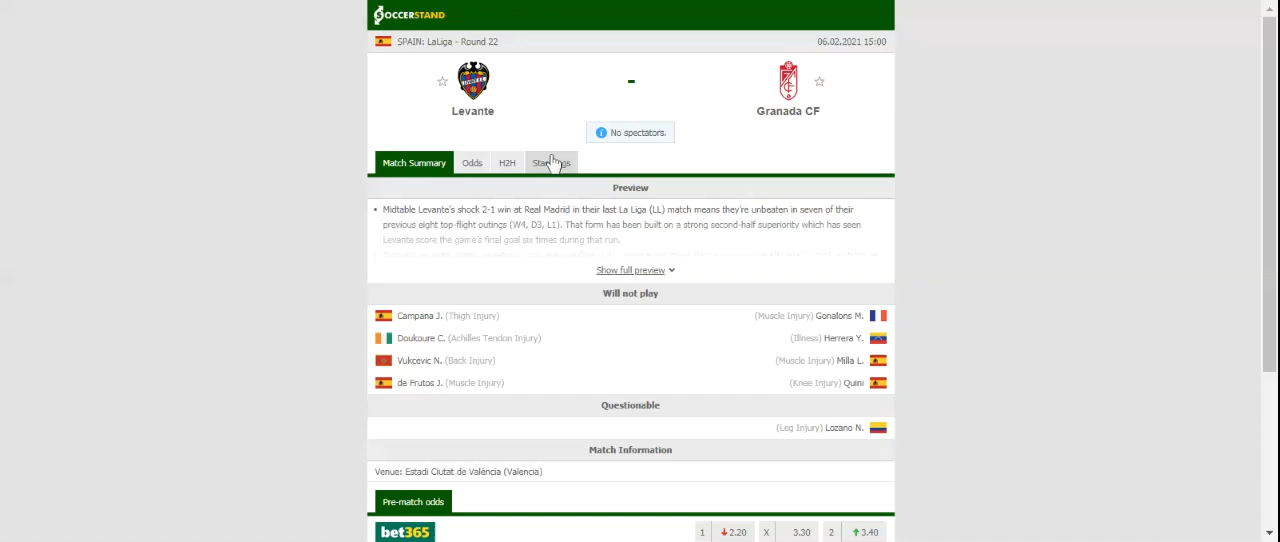 SOCCERSTAND
SPAIN: LaLiga - Round 22 06.02.2021 15:00
-
Levante Granada CF
No spectators.
Match Summary Odds H2H
Preview
• Midtable Levante's shock 2-1 win at Real Madrid in their last La Liga (LL) match means they're unbeaten in seven of their
previous eight top-flight outings (W4, D3, L1). That form has been built on a strong second-half superiority which has seen
Levante score the game's final goal six times during that run.
Show full preview
Will not play
Campana J. (Thigh Injury) (Muscle Injury) Gonalons M.
Doukoure C. (Achilles Tendon Injury) (Illness) Herrera Y.
Vukcevic N. (Back Injury) (Muscle Injury) Milla L.
de Frutos J. (Muscle Injury) (Knee Injury) Quini
Questionable
(Leg Injury) Lozano N.
Match Information
Venue: Estadi Ciutat de València (Valencia)
Pre-match odds
bet365 1 2.20 X 3.30 2 3.40